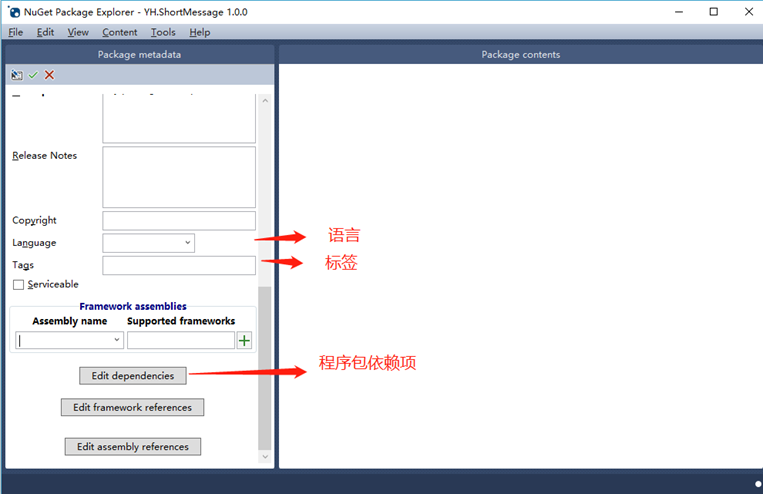 NuGet Package Explorer - YH.ShortMessage 1.0.0
File Edit View Content Tools Help
Package metadata
Package contents
Release Notes
Copyright
Language
语言
Tags
标签
Serviceable
Framework assemblies
Assembly name Supported frameworks
Edit dependencies
程序包依赖项
Edit framework references
Edit assembly references